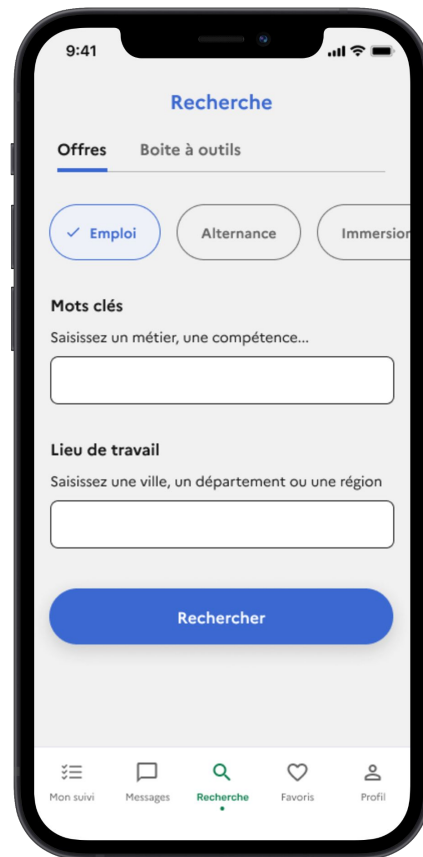 9:41
Recherche
Offres Boite à outils
Emploi Alternance Immersion
Mots clés
Saisissez un métier, une compétence...
Lieu de travail
Saisissez une ville, un département ou une région
Rechercher
Mon suivi Messages Recherche Favoris Profil